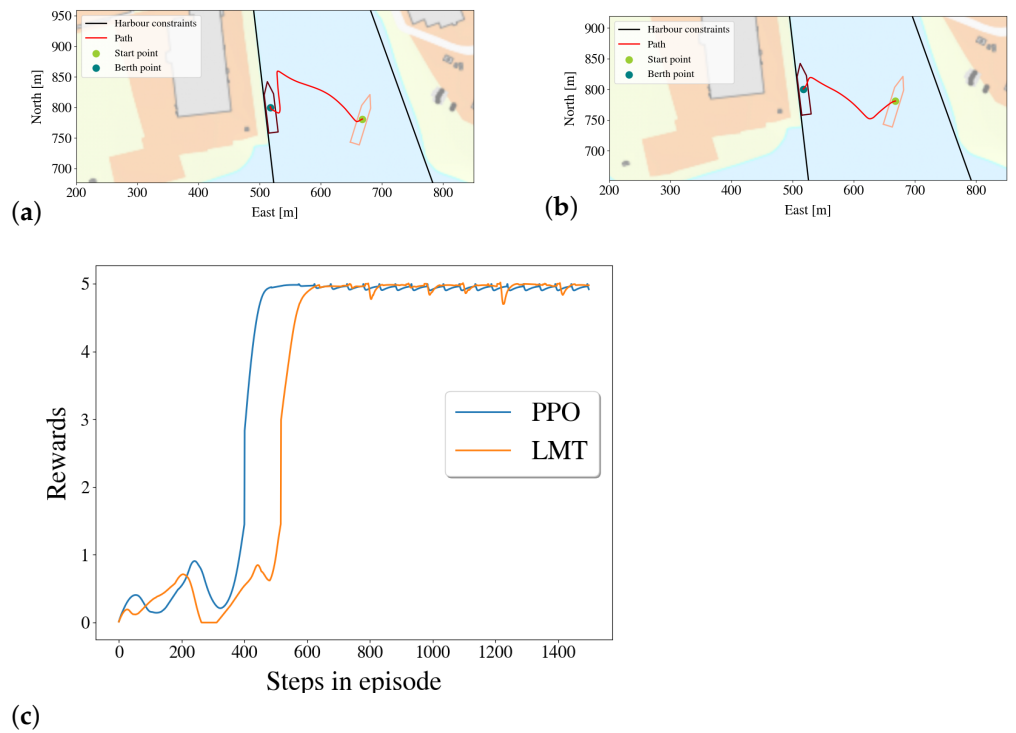 950
900
850
800
750
700
North [m]
Harbour constraints
Path
Start point
Berth point
200
300
400
500
600
700
800
East [m]
(a)
900
850
800
750
700
North [m]
Harbour constraints
Path
Start point
Berth point
200
300
400
500
600
700
800
East [m]
(b)
5
4
3
2
1
0
Rewards
PPO
LMT
0
200
400
600
800
1000
1200
1400
Steps in episode
(c)